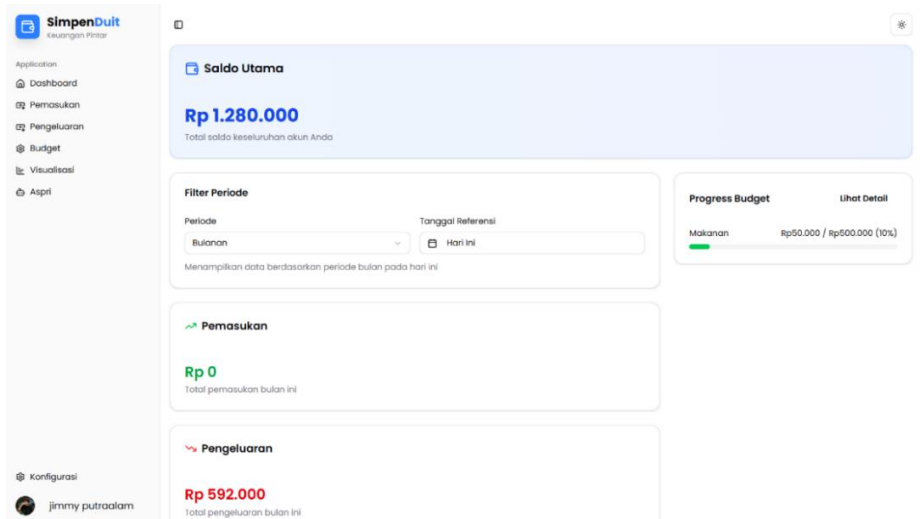 SimpenDuit
Keuangan Pintar
Application
Dashboard
Pemasukan
Pengeluaran
Budget
Visualisasi
Aspri
Konfigurasi
jimmy putraalam
Saldo Utama
Rp 1.280.000
Total saldo keseluruhan akun Anda
Filter Periode
Periode
Bulanan
Tanggal Referensi
Hari Ini
Menampilkan data berdasarkan periode bulan pada hari ini
Progress Budget
Lihat Detail
Makanan
Rp50.000 / Rp500.000 (10%)
Pemasukan
Rp 0
Total pemasukan bulan ini
Pengeluaran
Rp 592.000
Total pengeluaran bulan ini